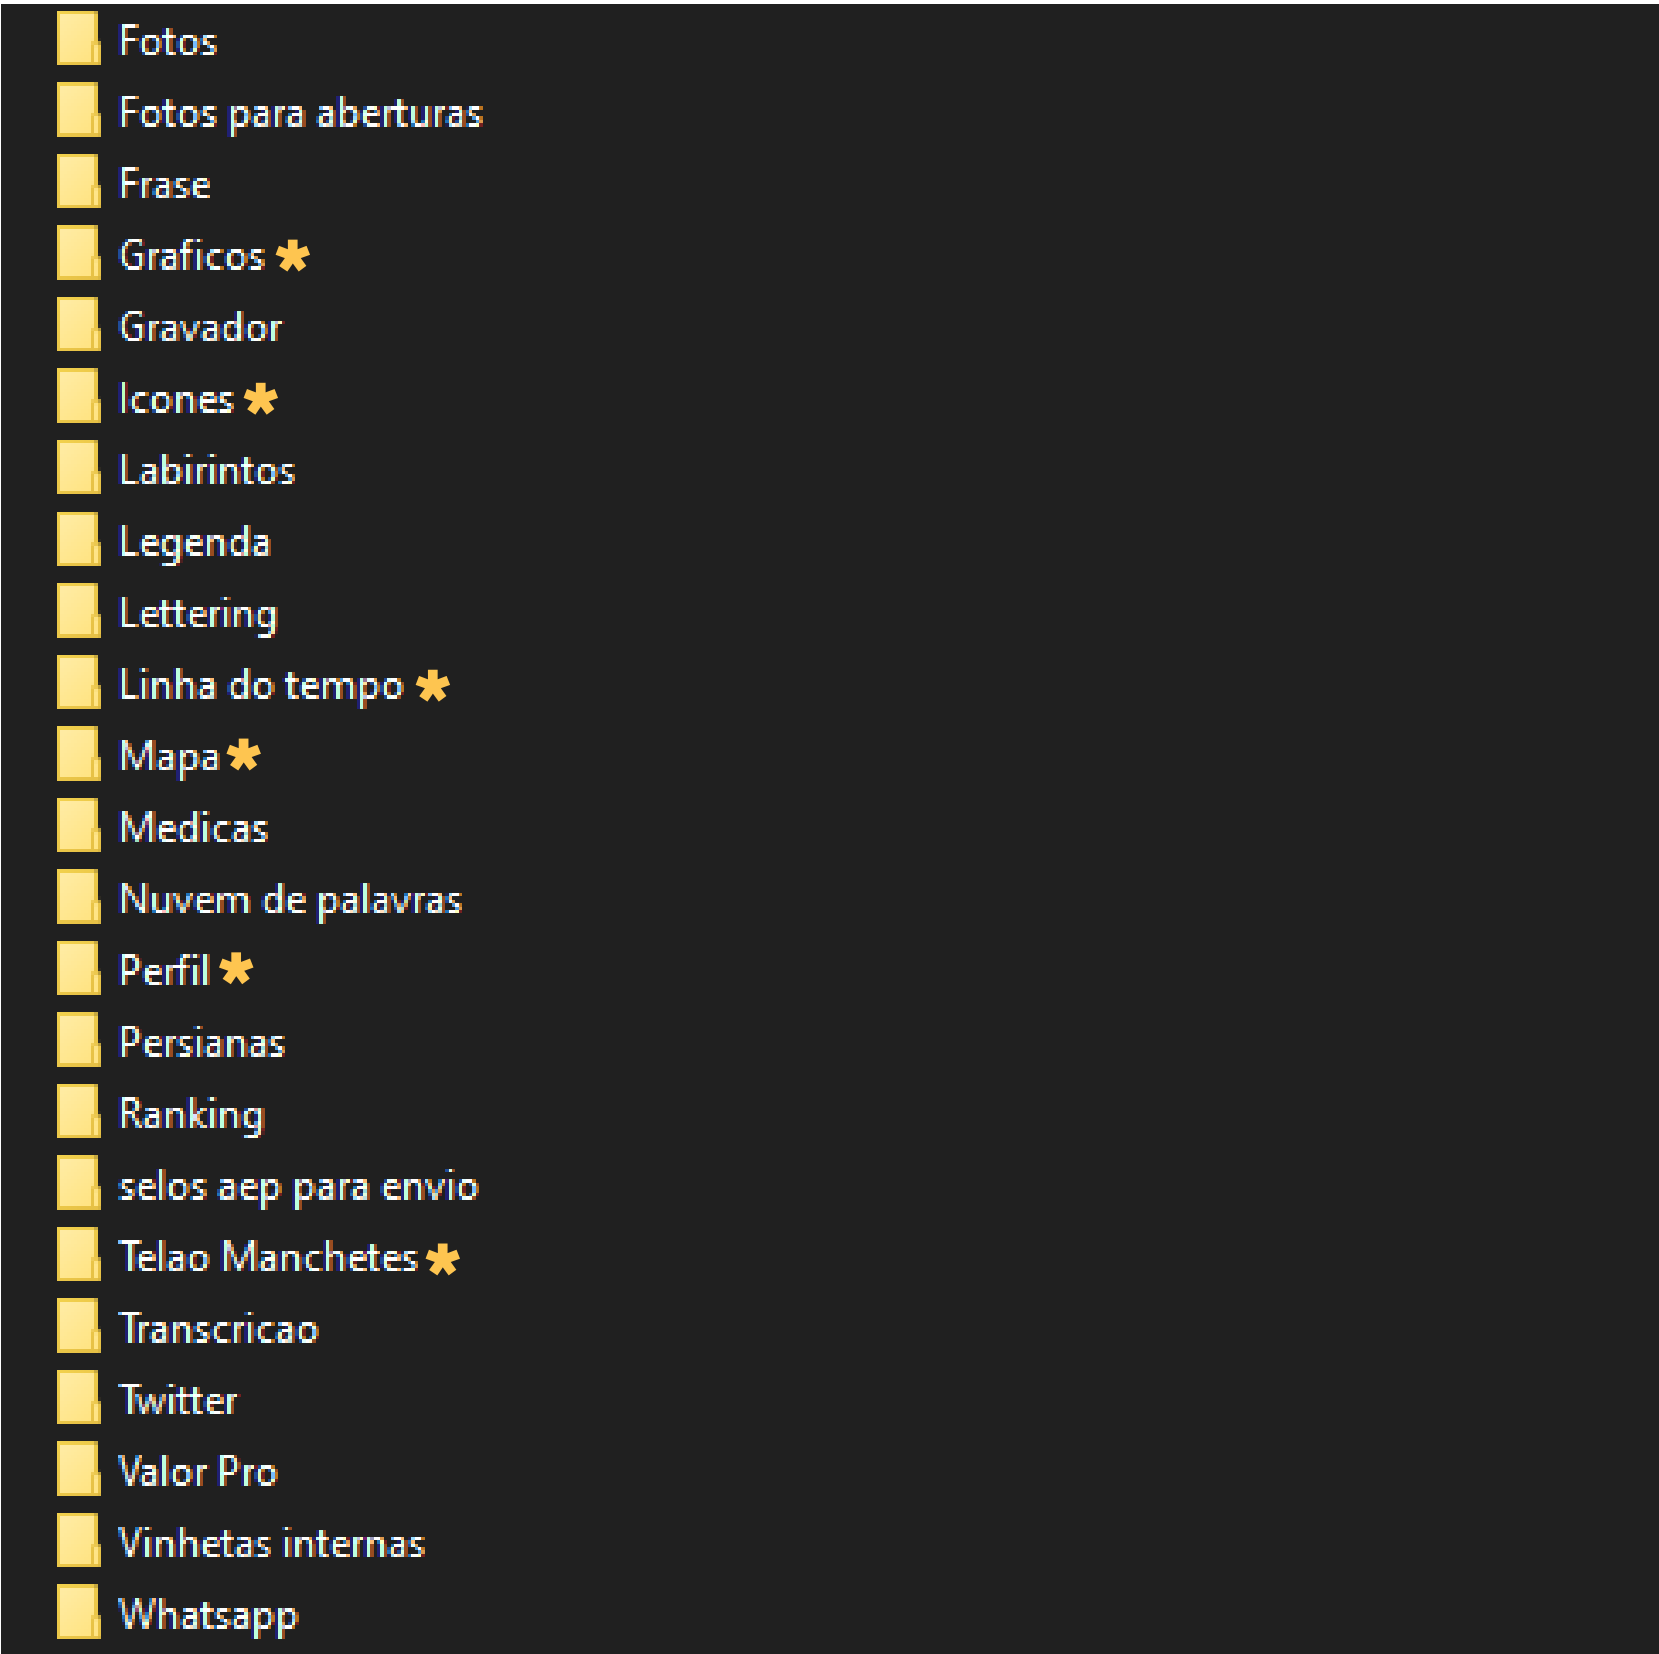 Fotos
Fotos para aberturas
Frase
Graficos *
Gravador
Icones *
Labirintos
Legenda
Lettering
Linha do tempo *
Mapa *
Medicas
Nuvem de palavras
Perfil *
Persianas
Ranking
selos aep para envio
Telao Manchetes *
Transcricao
Twitter
Valor Pro
Vinhetas internas
Whatsapp